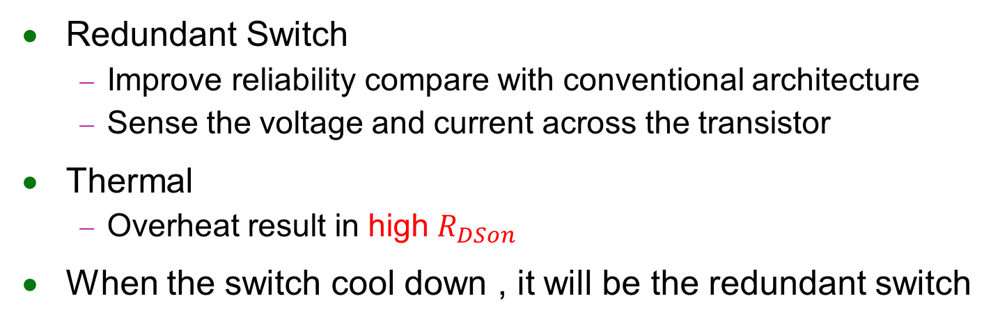 • Redundant Switch
– Improve reliability compare with conventional architecture
– Sense the voltage and current across the transistor
• Thermal
– Overheat result in high R_{DSon}
• When the switch cool down , it will be the redundant switch